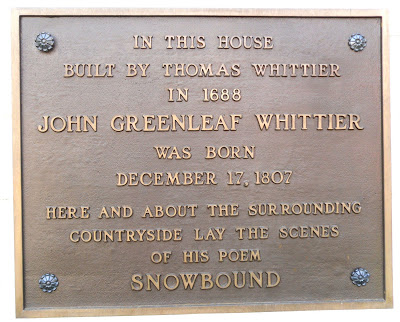 IN THIS HOUSE
BUILT BY THOMAS WHITTIER
IN 1688
JOHN GREENLEAF WHITTIER
WAS BORN
DECEMBER 17, 1807
HERE AND ABOUT THE SURROUNDING
COUNTRYSIDE LAY THE SCENES
OF HIS POEM
SNOWBOUND